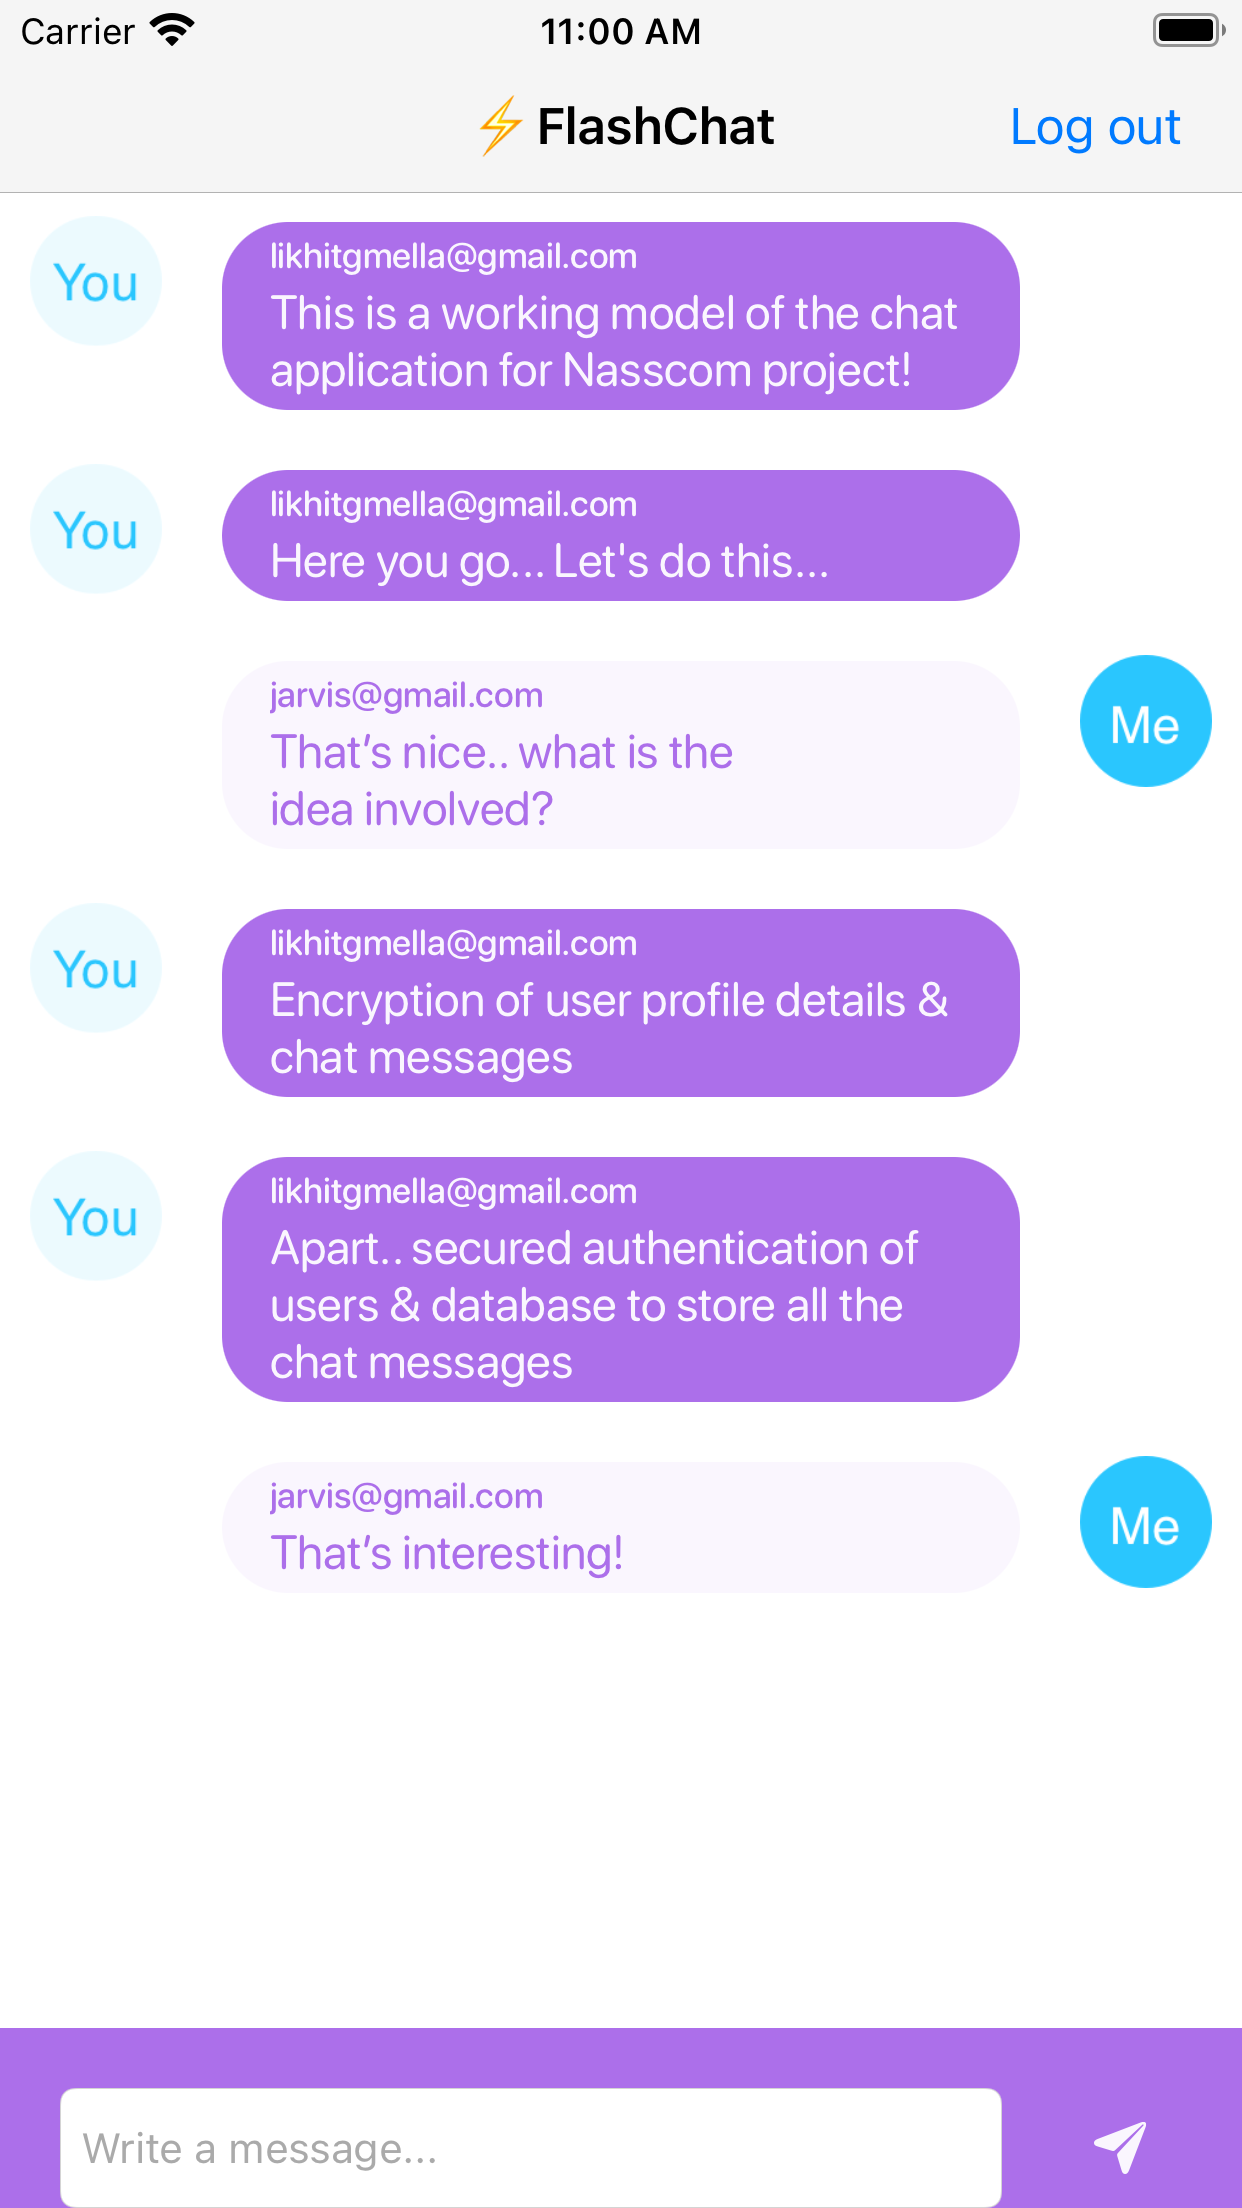 Carrier 11:00 AM
⚡️FlashChat Log out
You
likhitgmella@gmail.com
This is a working model of the chat
application for Nasscom project!
You
likhitgmella@gmail.com
Here you go... Let's do this...
jarvis@gmail.com
Me
That’s nice.. what is the
idea involved?
You
likhitgmella@gmail.com
Encryption of user profile details &
chat messages
You
likhitgmella@gmail.com
Apart.. secured authentication of
users & database to store all the
chat messages
jarvis@gmail.com
Me
That’s interesting!
Write a message...